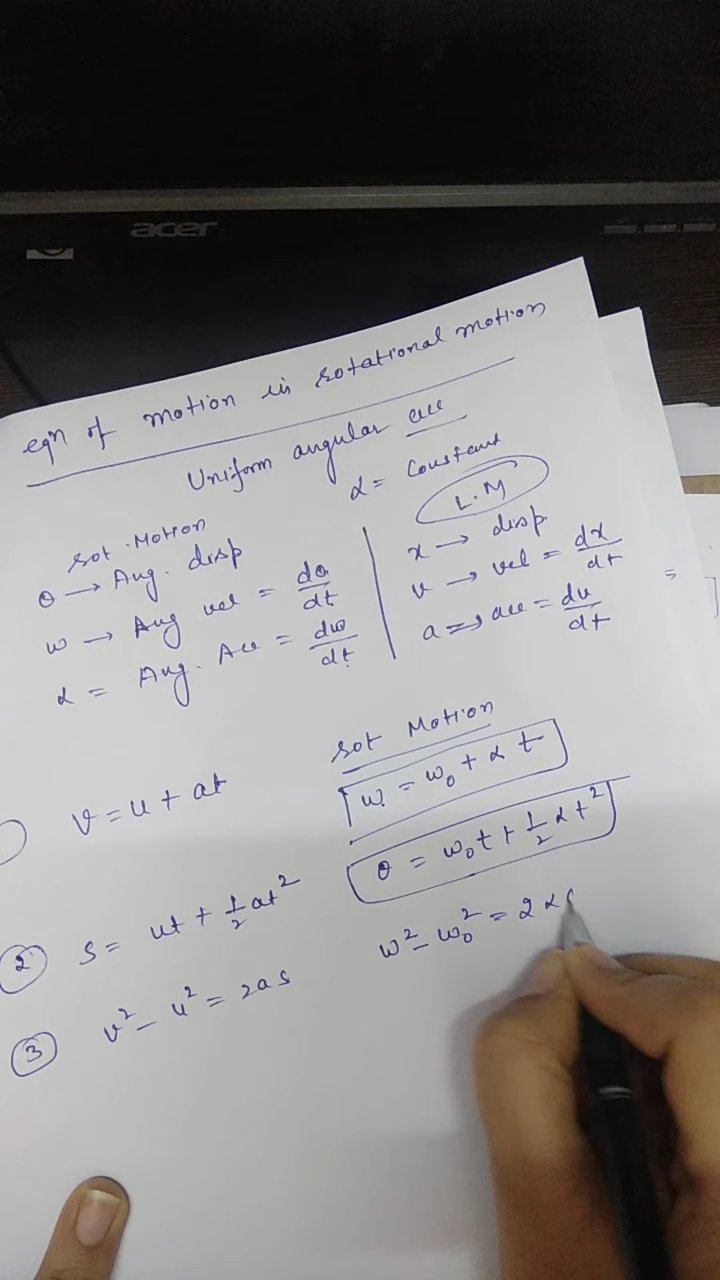 acer
eqn of motion in rotational motion
Uniform angular acc
α = Constant
rot. Motion
θ → Ang. disp
ω → Ang vel = dθ/dt
α = Ang. Acc = dω/dt
L.M
x → disp
v → vel = dx/dt
a → acc = dv/dt
=
rot Motion
v = u + at
ω = ω₀ + αt
② S = ut + 1/2 at²
θ = ω₀t + 1/2 αt²
③ v² - u² = 2as
ω² - ω₀² = 2α